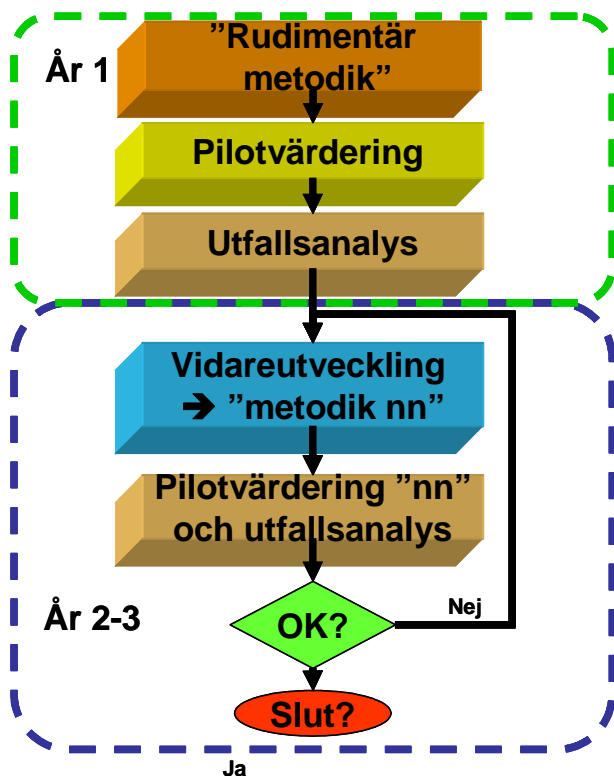 År 1
”Rudimentär
metodik”
Pilotvärdering
Utfallsanalys
Vidareutveckling
➔ ”metodik nn”
Pilotvärdering ”nn”
och utfallsanalys
År 2-3
OK?
Nej
Slut?
Ja